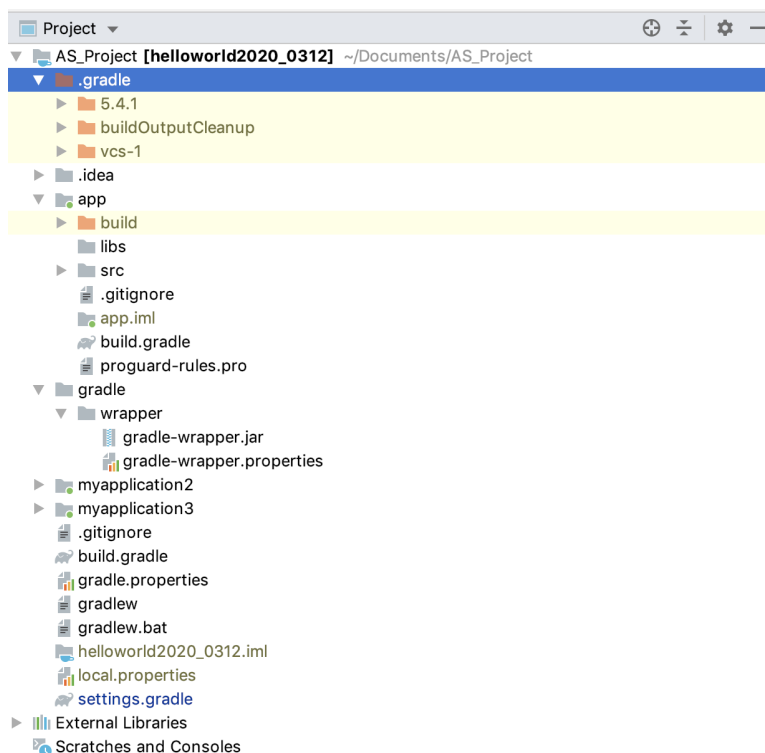 Project
AS_Project [helloworld2020_0312] ~/Documents/AS_Project
.gradle
5.4.1
buildOutputCleanup
vcs-1
.idea
app
build
libs
src
.gitignore
app.iml
build.gradle
proguard-rules.pro
gradle
wrapper
gradle-wrapper.jar
gradle-wrapper.properties
myapplication2
myapplication3
.gitignore
build.gradle
gradle.properties
gradlew
gradlew.bat
helloworld2020_0312.iml
local.properties
settings.gradle
External Libraries
Scratches and Consoles